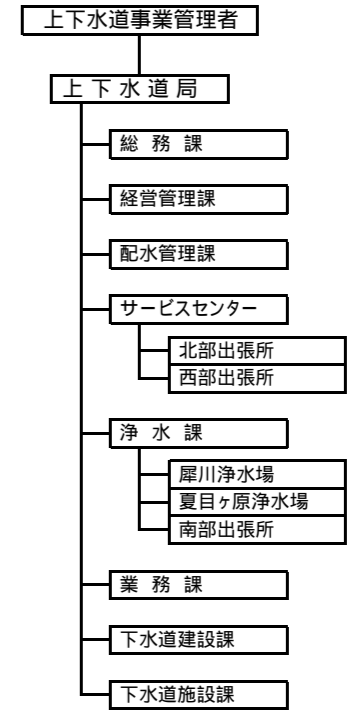 上下水道事業管理者
上下水道局
総務課
経営管理課
配水管理課
サービスセンター
北部出張所
西部出張所
浄水課
犀川浄水場
夏目ヶ原浄水場
南部出張所
業務課
下水道建設課
下水道施設課